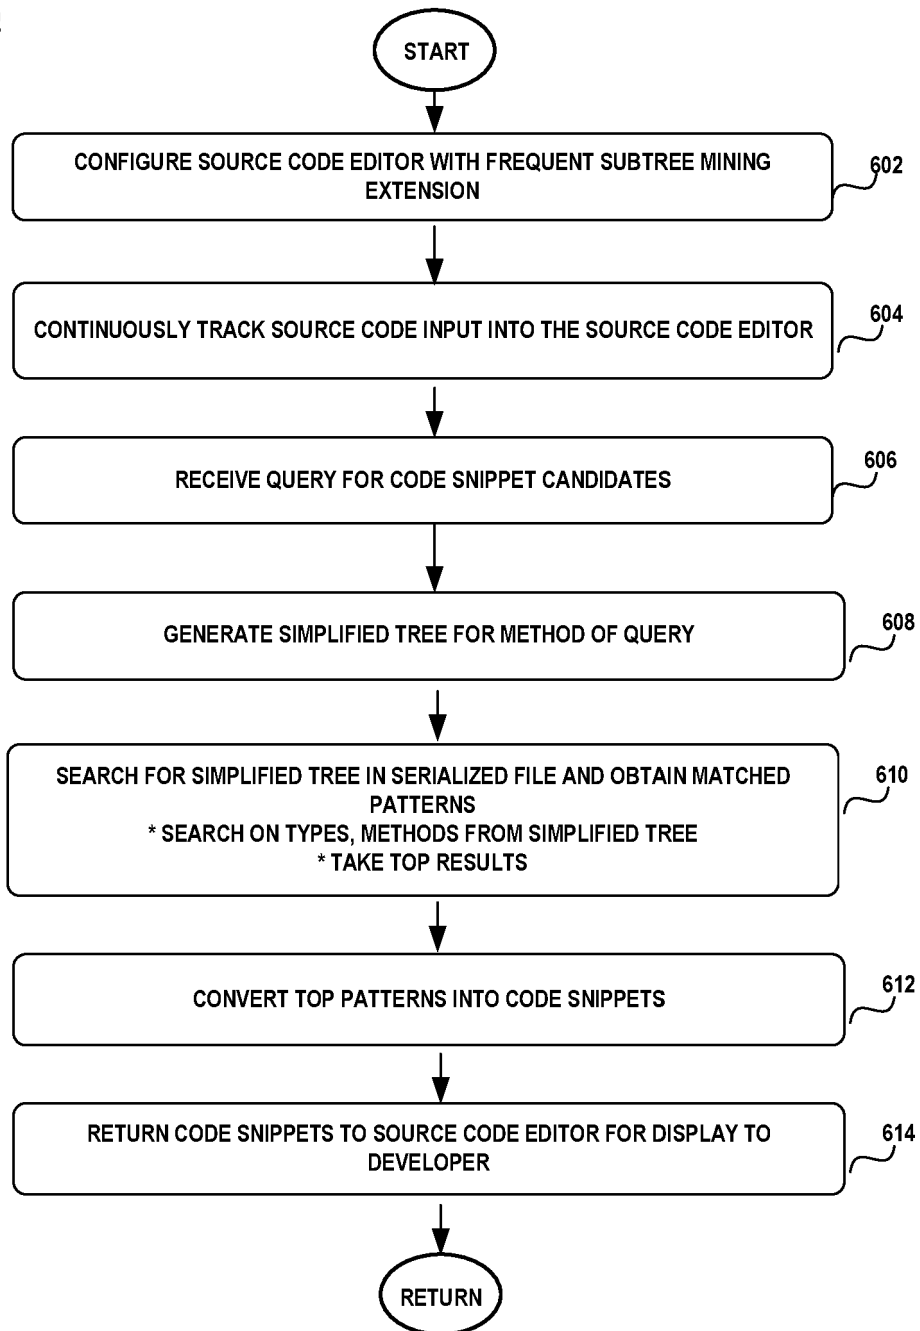 START
CONFIGURE SOURCE CODE EDITOR WITH FREQUENT SUBTREE MINING
EXTENSION
602
CONTINUOUSLY TRACK SOURCE CODE INPUT INTO THE SOURCE CODE EDITOR
604
RECEIVE QUERY FOR CODE SNIPPET CANDIDATES
606
GENERATE SIMPLIFIED TREE FOR METHOD OF QUERY
608
SEARCH FOR SIMPLIFIED TREE IN SERIALIZED FILE AND OBTAIN MATCHED
PATTERNS
* SEARCH ON TYPES, METHODS FROM SIMPLIFIED TREE
* TAKE TOP RESULTS
610
CONVERT TOP PATTERNS INTO CODE SNIPPETS
612
RETURN CODE SNIPPETS TO SOURCE CODE EDITOR FOR DISPLAY TO
DEVELOPER
614
RETURN